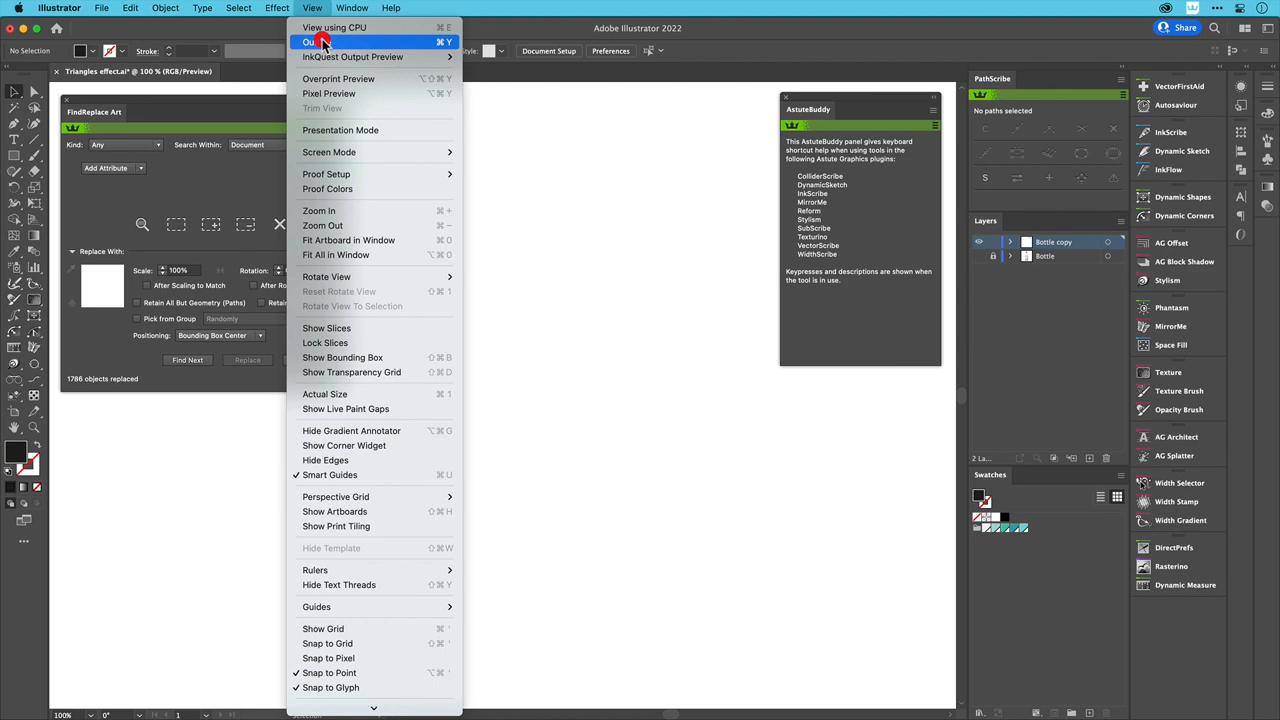 File
Edit
Object
Type
Select
Effect
View
Window
Help
Adobe Illustrator 2022
Share
No Selection
Stroke:
Style:
Document Setup
Preferences
Triangles effect.ai* @ 100 % (RGB/Preview)
FindReplace Art
Kind:
Any
Search Within:
Document
Add Attribute
Replace With:
Scale:
100%
Rotation:
After Scaling to Match
After Ro
Retain All But Geometry (Paths)
Retain
Pick from Group
Randomly
Positioning:
Bounding Box Center
Find Next
Replace
1786 objects replaced
View using CPU ⌘ E
⌘ Y
InkQuest Output Preview
Overprint Preview ⌥⇧⌘ Y
Pixel Preview ⌥⌘ Y
Trim View
Presentation Mode
Screen Mode
Proof Setup
Proof Colors
Zoom In ⌘ +
Zoom Out ⌘ −
Fit Artboard in Window ⌘ 0
Fit All in Window ⌥⌘ 0
Rotate View
Reset Rotate View ⇧⌘ 1
Rotate View To Selection
Show Slices
Lock Slices
Show Bounding Box ⇧⌘ B
Show Transparency Grid ⇧⌘ D
Actual Size ⌘ 1
Show Live Paint Gaps
Hide Gradient Annotator ⌥⌘ G
Show Corner Widget
Hide Edges
Smart Guides ⌘ U
Perspective Grid
Show Artboards ⇧⌘ H
Show Print Tiling
Hide Template ⇧⌘ W
Rulers
Hide Text Threads ⇧⌘ Y
Guides
Show Grid ⌘ '
Snap to Grid ⇧⌘ '
Snap to Pixel
Snap to Point ⌥⌘ '
Snap to Glyph
AstuteBuddy
This AstuteBuddy panel gives keyboard
shortcut help when using tools in the
following Astute Graphics plugins:
ColliderScribe
DynamicSketch
InkScribe
MirrorMe
Reform
Stylism
SubScribe
Texturino
VectorScribe
WidthScribe
Keypresses and descriptions are shown when
the tool is in use.
PathScribe
No paths selected
Layers
Bottle copy
Bottle
2 La...
Swatches
VectorFirstAid
Autosaviour
InkScribe
Dynamic Sketch
InkFlow
Dynamic Shapes
Dynamic Corners
AG Offset
AG Block Shadow
Stylism
Phantasm
MirrorMe
Space Fill
Texture
Texture Brush
Opacity Brush
AG Architect
AG Splatter
Width Selector
Width Stamp
Width Gradient
DirectPrefs
Rasterino
Dynamic Measure
100%
0°
1